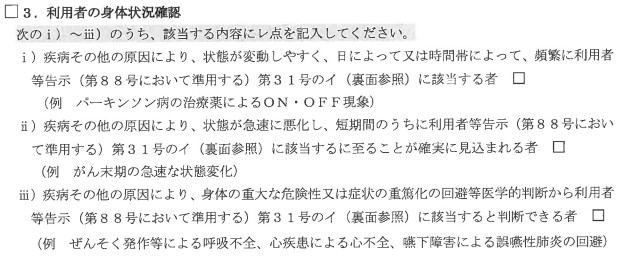 □３．利用者の身体状況確認
次のⅰ）～ⅲ）のうち、該当する内容にレ点を記入してください。
ⅰ）疾病その他の原因により、状態が変動しやすく、日によって又は時間帯によって、頻繁に利用者
等告示（第８８号において準用する）第３１号のイ（裏面参照）に該当する者　□
（例　パーキンソン病の治療薬によるＯＮ・ＯＦＦ現象）
ⅱ）疾病その他の原因により、状態が急速に悪化し、短期間のうちに利用者等告示（第８８号におい
て準用する）第３１号のイ（裏面参照）に該当するに至ることが確実に見込まれる者　□
（例　がん末期の急速な状態変化）
ⅲ）疾病その他の原因により、身体の重大な危険性又は症状の重篤化の回避等医学的判断から利用者
等告示（第８８号において準用する）第３１号のイ（裏面参照）に該当すると判断できる者　□
（例　ぜんそく発作等による呼吸不全、心疾患による心不全、嚥下障害による誤嚥性肺炎の回避）